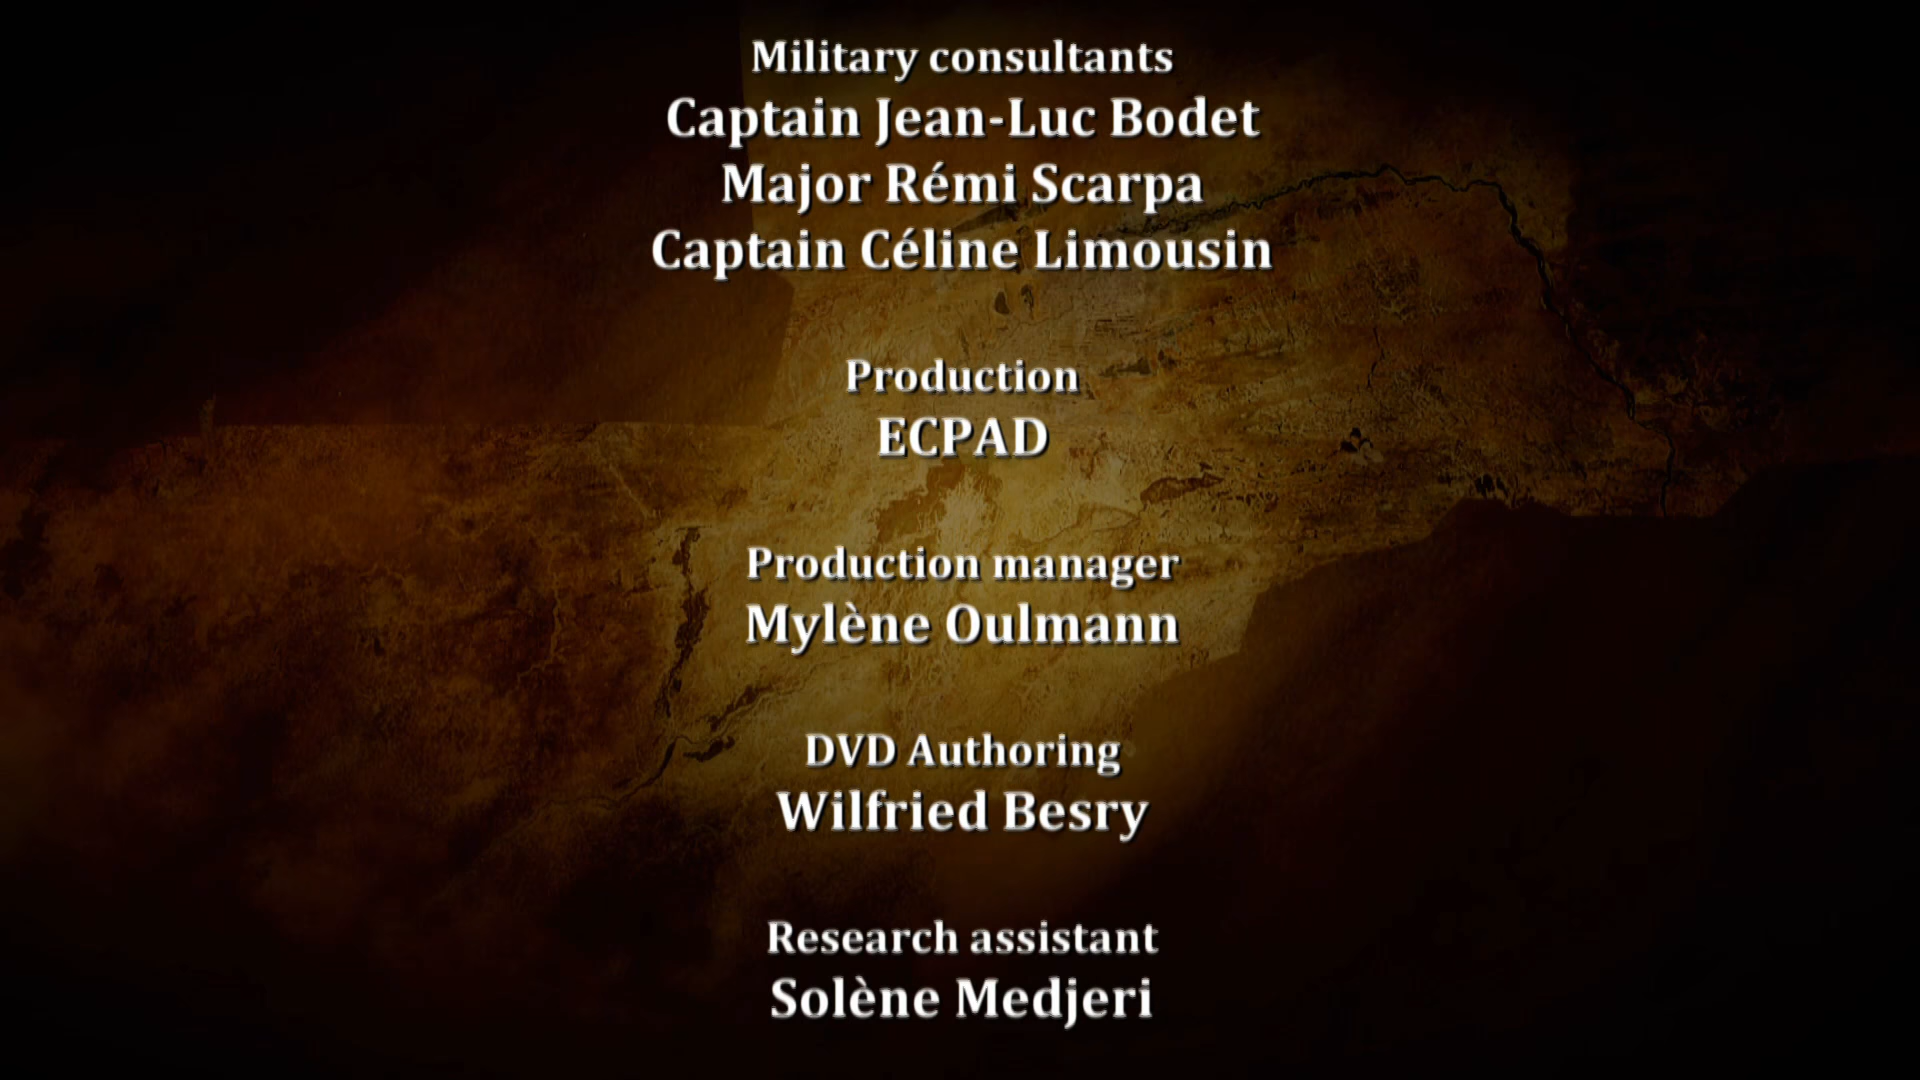 Military consultants
Captain Jean-Luc Bodet
Major Rémi Scarpa
Captain Céline Limousin
Production
ECPAD
Production manager
Mylène Oulmann
DVD Authoring
Wilfried Besry
Research assistant
Solène Medjeri